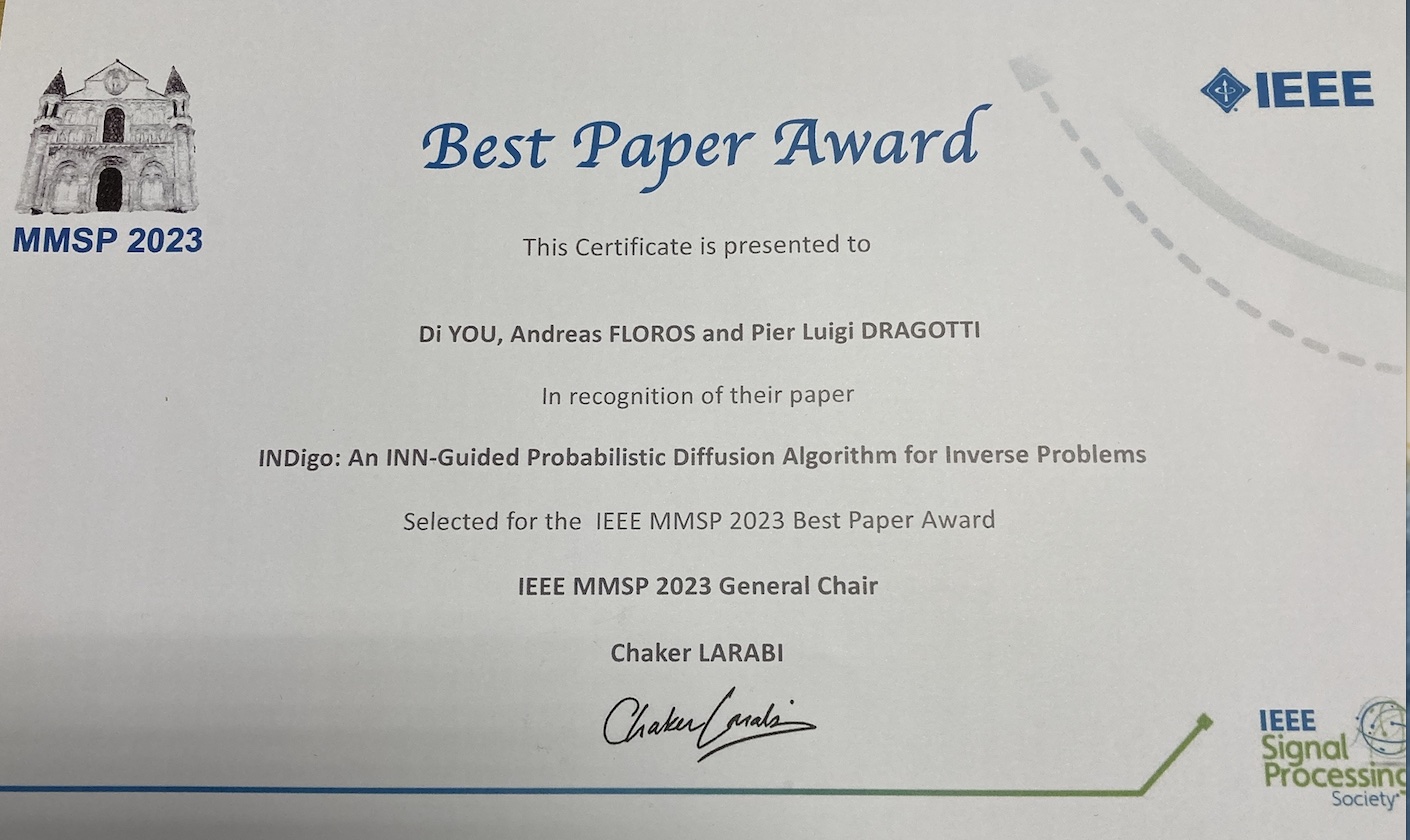 IEEE
Best Paper Award
MMSP 2023
This Certificate is presented to
Di YOU, Andreas FLOROS and Pier Luigi DRAGOTTI
In recognition of their paper
INDigo: An INN-Guided Probabilistic Diffusion Algorithm for Inverse Problems
Selected for the IEEE MMSP 2023 Best Paper Award
IEEE MMSP 2023 General Chair
Chaker LARABI
Chaker Larabi
IEEE
Signal
Processing
Society